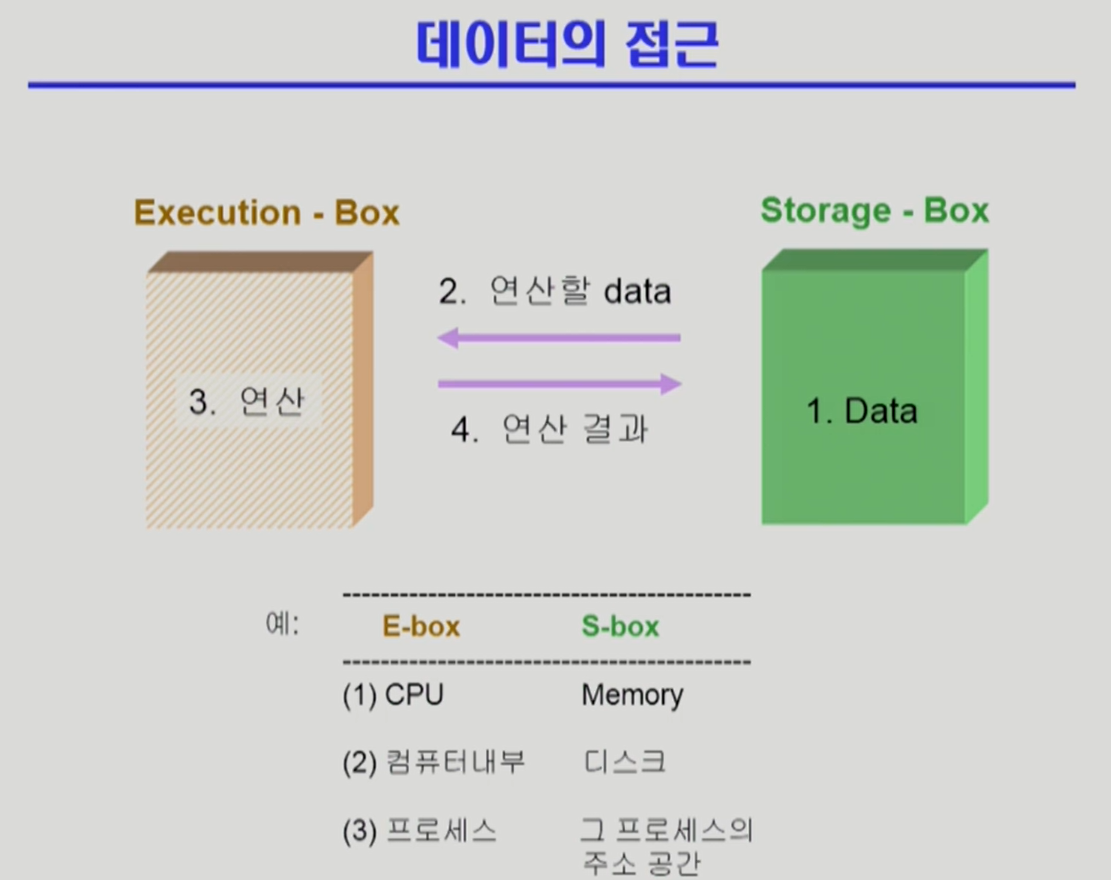 데이터의 접근
Execution - Box
Storage - Box
2. 연산할 data
3. 연산
1. Data
4. 연산 결과
---------------------------------------------
예: E-box S-box
---------------------------------------------
(1) CPU Memory
(2) 컴퓨터내부 디스크
(3) 프로세스 그 프로세스의
주소 공간